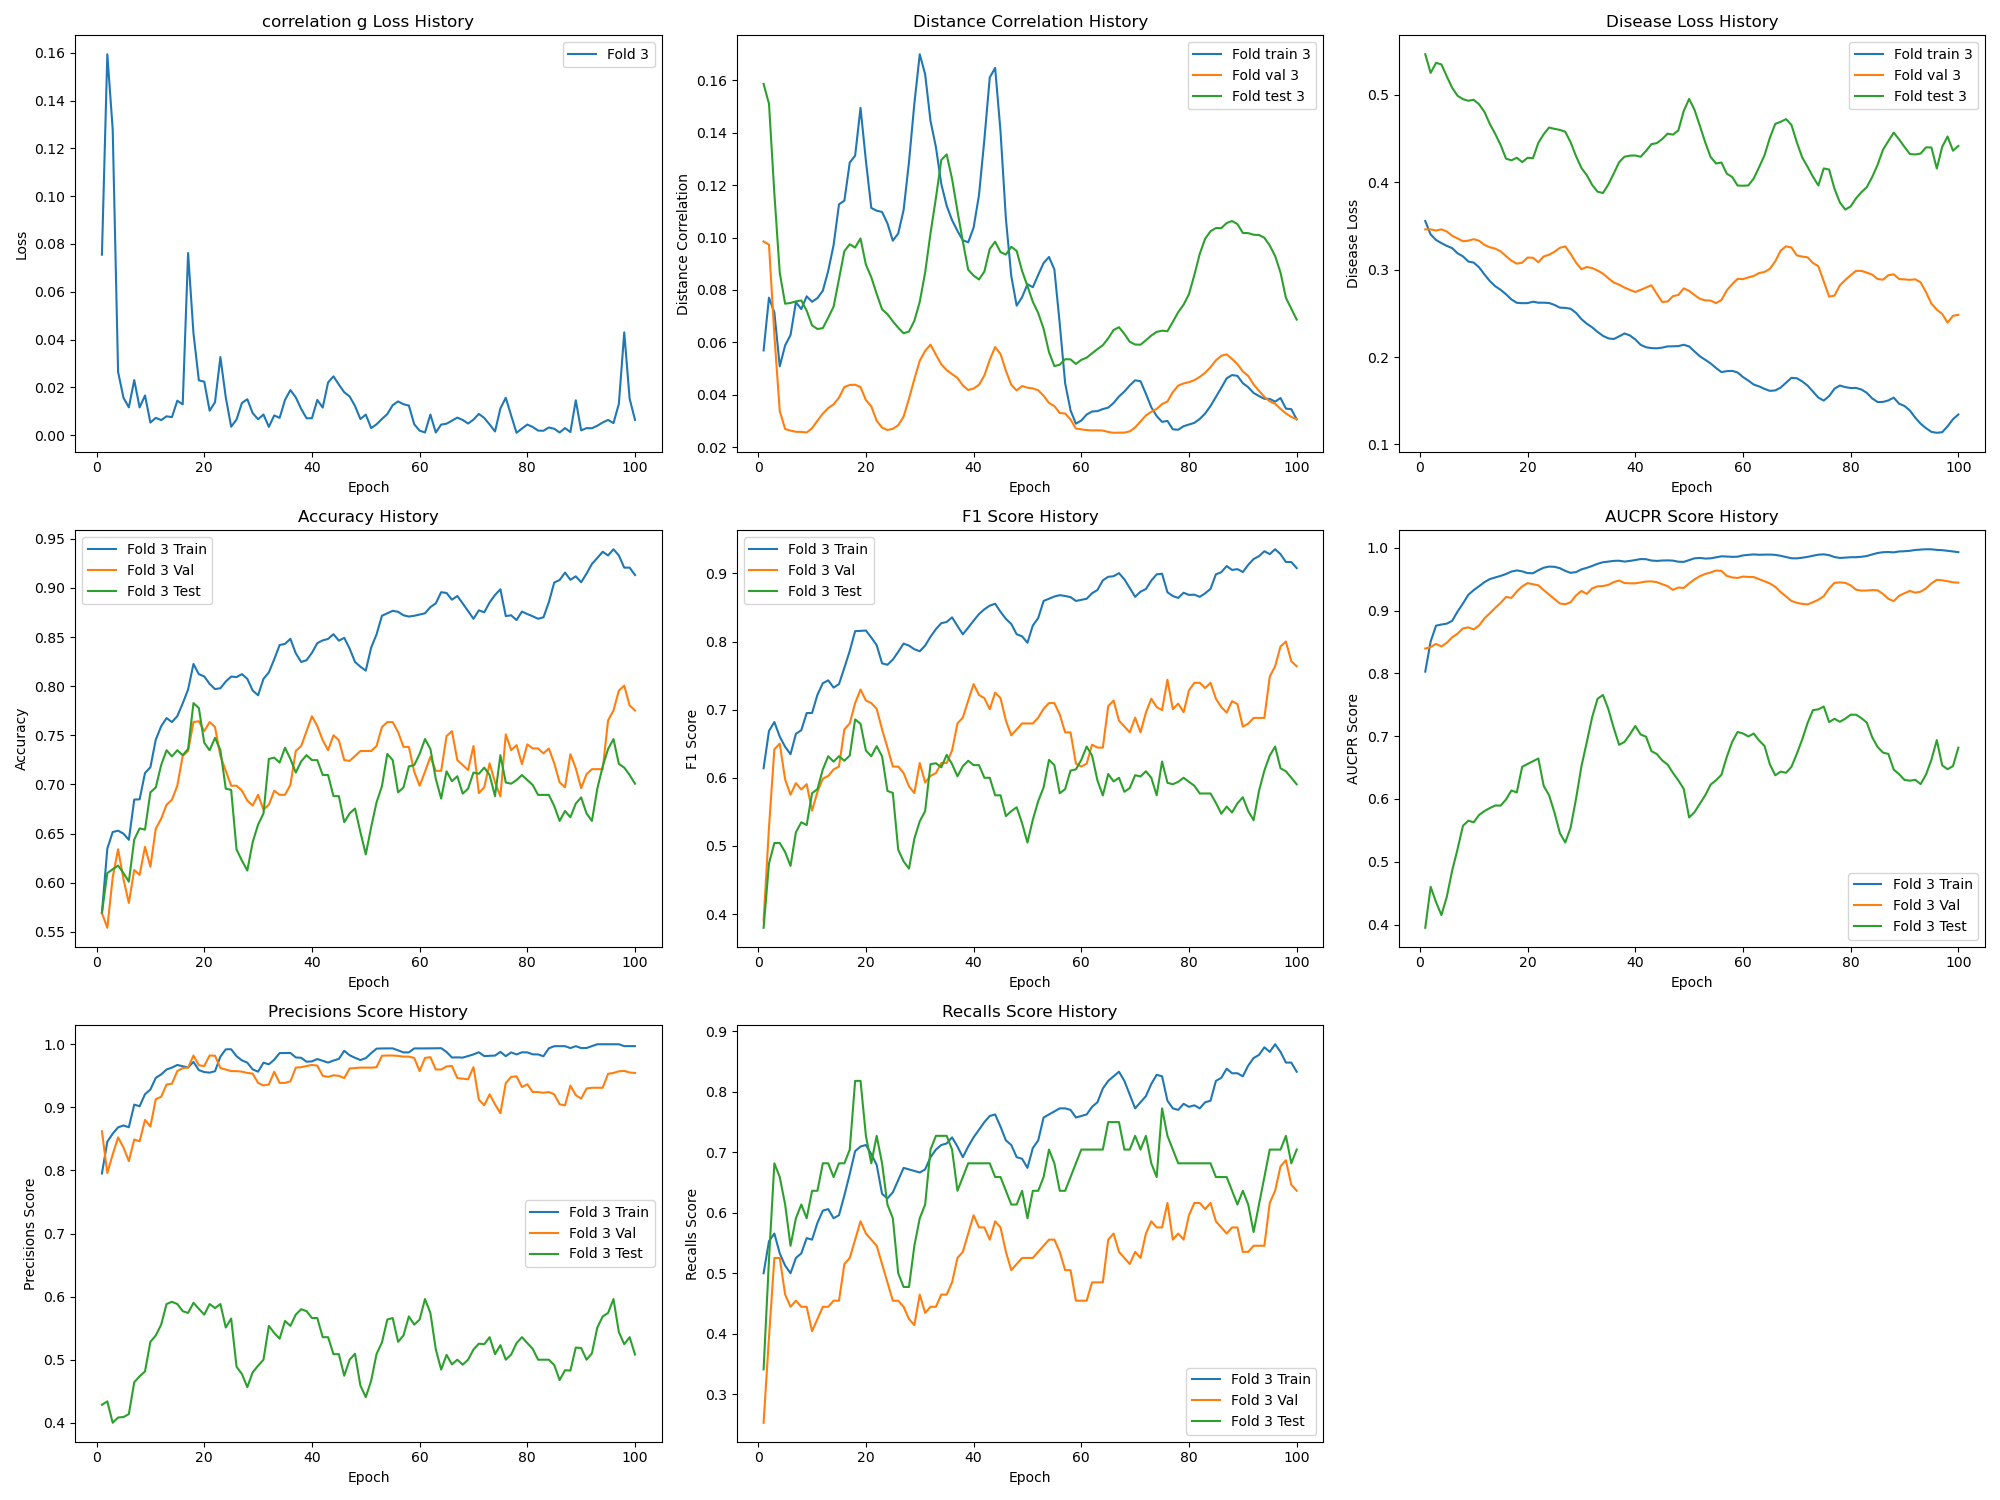 correlation g Loss History
Fold 3
0.16
0.14
0.12
0.10
0.08
0.06
0.04
0.02
0.00
Loss
0 20 40 60 80 100
Epoch
Distance Correlation History
Fold train 3
Fold val 3
Fold test 3
0.16
0.14
0.12
0.10
0.08
0.06
0.04
0.02
Distance Correlation
0 20 40 60 80 100
Epoch
Disease Loss History
Fold train 3
Fold val 3
Fold test 3
0.5
0.4
0.3
0.2
0.1
Disease Loss
0 20 40 60 80 100
Epoch
Accuracy History
Fold 3 Train
Fold 3 Val
Fold 3 Test
0.95
0.90
0.85
0.80
0.75
0.70
0.65
0.60
0.55
Accuracy
0 20 40 60 80 100
Epoch
F1 Score History
Fold 3 Train
Fold 3 Val
Fold 3 Test
0.9
0.8
0.7
0.6
0.5
0.4
F1 Score
0 20 40 60 80 100
Epoch
AUCPR Score History
1.0
0.9
0.8
0.7
0.6
0.5
0.4
AUCPR Score
Fold 3 Train
Fold 3 Val
Fold 3 Test
0 20 40 60 80 100
Epoch
Precisions Score History
1.0
0.9
0.8
0.7
0.6
0.5
0.4
Precisions Score
Fold 3 Train
Fold 3 Val
Fold 3 Test
0 20 40 60 80 100
Epoch
Recalls Score History
0.9
0.8
0.7
0.6
0.5
0.4
0.3
Recalls Score
Fold 3 Train
Fold 3 Val
Fold 3 Test
0 20 40 60 80 100
Epoch